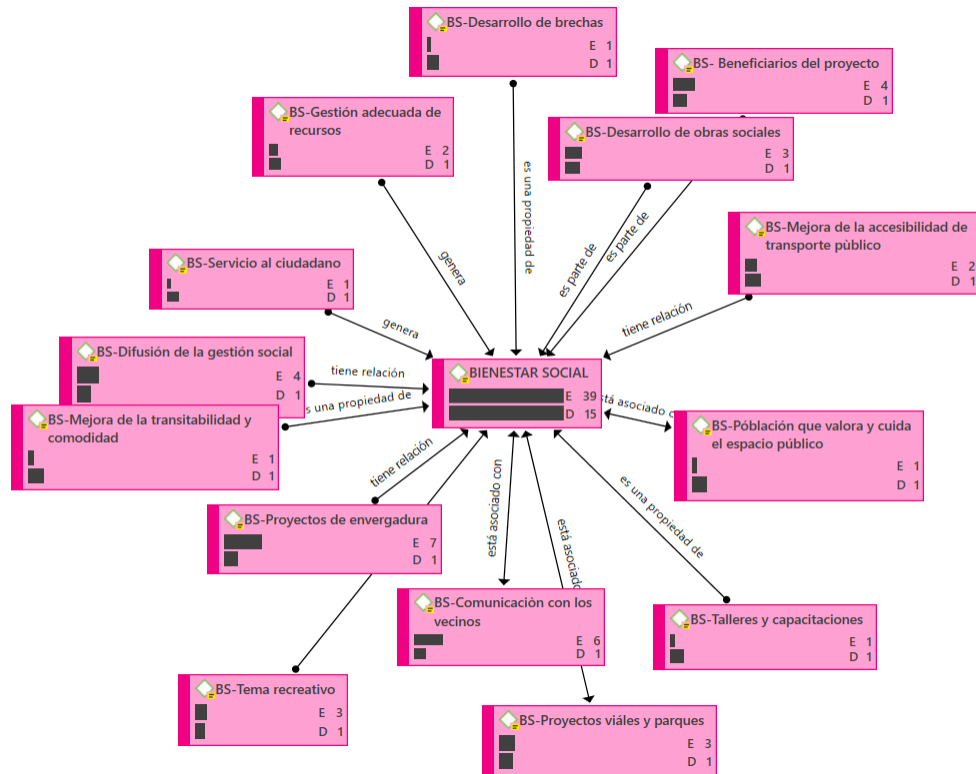 BS-Desarrollo de brechas
E 1
D 1
BS- Beneficiarios del proyecto
E 4
D 1
BS-Gestión adecuada de
recursos
E 2
D 1
BS-Desarrollo de obras sociales
E 3
D 1
es una propiedad de
genera
es parte de
es parte de
BS-Mejora de la accesibilidad de
transporte pùblico
E 2
D 1
BS-Servicio al ciudadano
E 1
D 1
genera
tiene relación
BS-Difusión de la gestión social
E 4
D 1
tiene relación
BIENESTAR SOCIAL
E 39
D 15
BS-Mejora de la transitabilidad y
comodidad
E 1
D 1
s una propiedad de
está asociado c
BS-Póblación que valora y cuida
el espacio público
E 1
D 1
tiene relación
BS-Proyectos de envergadura
E 7
D 1
está asociado con
está asociado
es una propiedad de
BS-Comunicaciòn con los
vecinos
E 6
D 1
BS-Talleres y capacitaciones
E 1
D 1
BS-Tema recreativo
E 3
D 1
BS-Proyectos viáles y parques
E 3
D 1